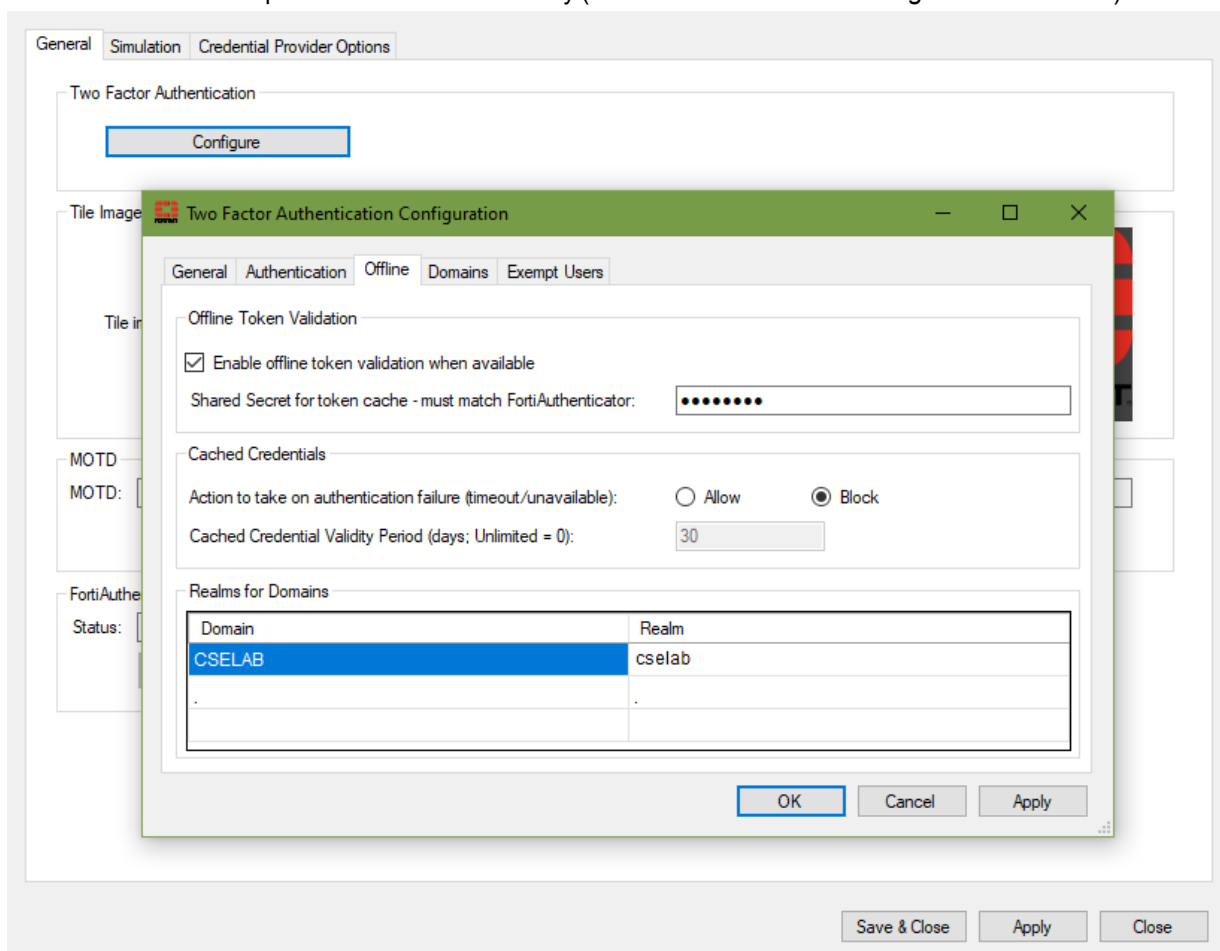 General Simulation Credential Provider Options
Two Factor Authentication
Configure
Tile Image
Two Factor Authentication Configuration
General Authentication Offline Domains Exempt Users
Offline Token Validation
Enable offline token validation when available
Shared Secret for token cache - must match FortiAuthenticator: ●●●●●●●●
Cached Credentials
Action to take on authentication failure (timeout/unavailable): Allow Block
Cached Credential Validity Period (days; Unlimited = 0): 30
Realms for Domains
Domain Realm
CSELAB cselab
. .
MOTD
MOTD:
Status:
OK Cancel Apply
Save & Close Apply Close